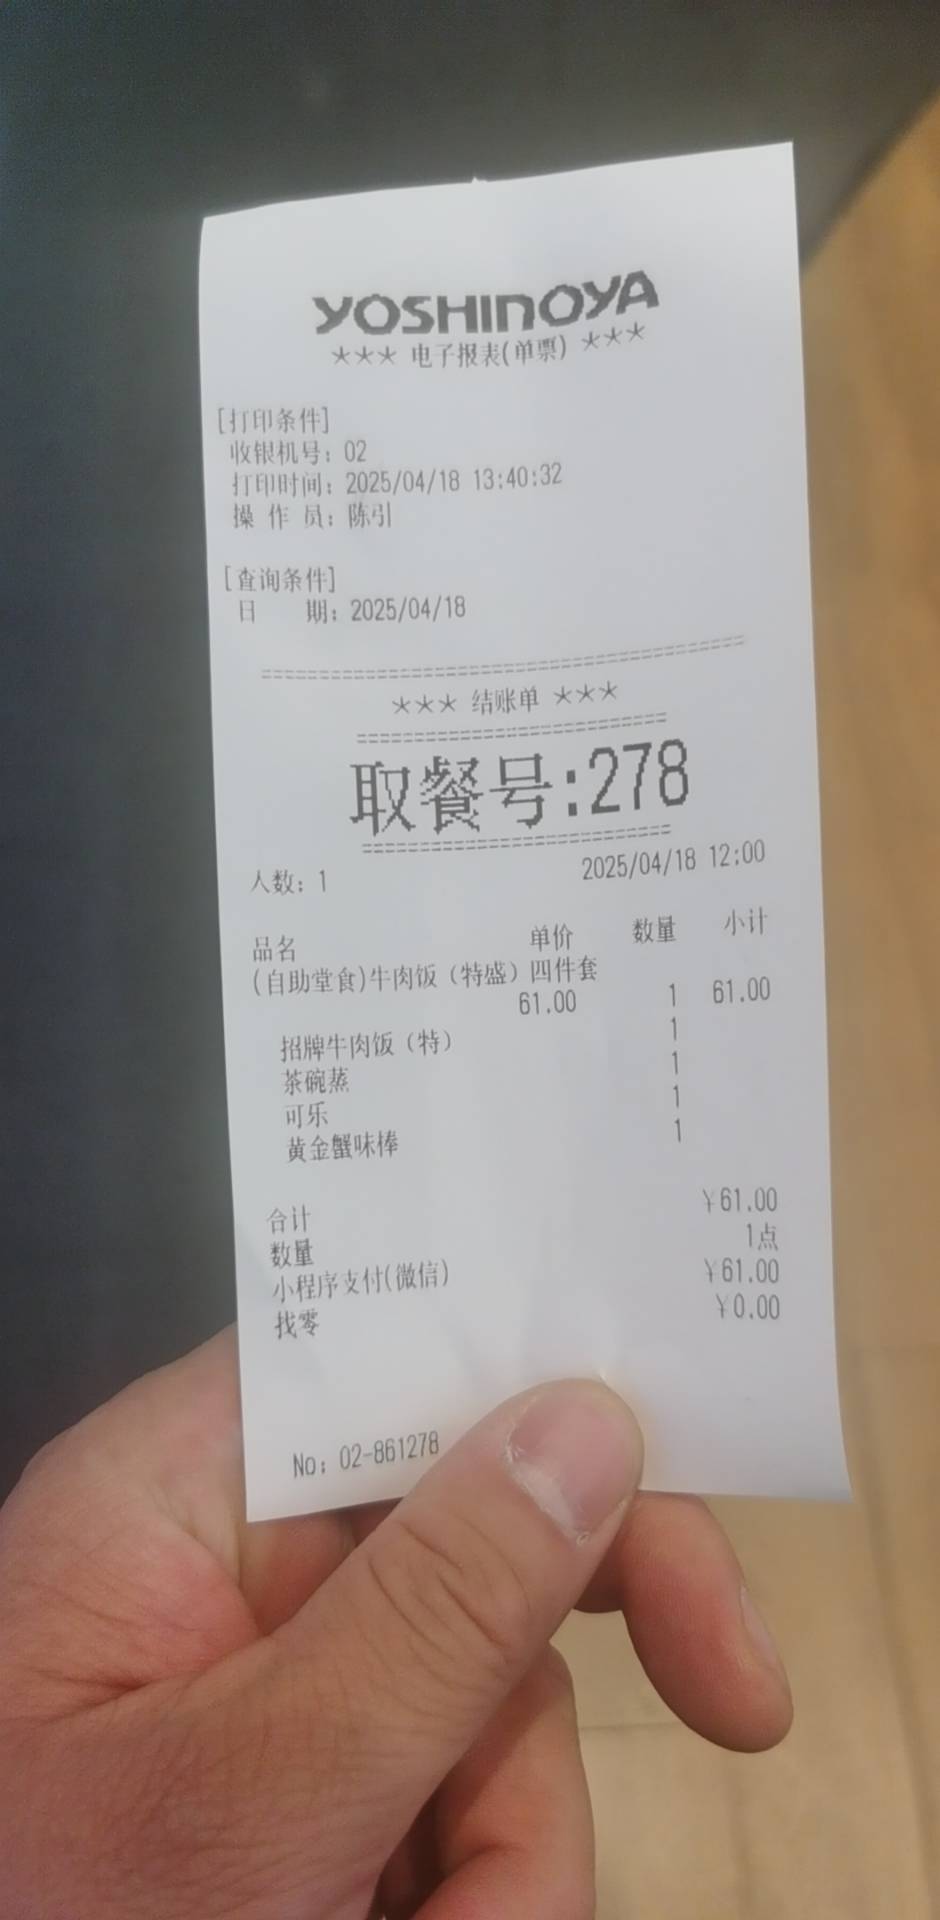 YOSHINOYA
*** 电子报表(单票) ***
[打印条件]
收银机号：02
打印时间：2025/04/18 13:40:32
操 作 员：陈引
[查询条件]
日 期：2025/04/18
*** 结账单 ***
取餐号:278
人数：1 2025/04/18 12:00
品名 单价 数量 小计
(自助堂食)牛肉饭（特盛）四件套
61.00 1 61.00
招牌牛肉饭（特） 1
茶碗蒸 1
可乐 1
黄金蟹味棒 1
合计 ¥61.00
数量 1点
小程序支付(微信) ¥61.00
找零 ¥0.00
No：02-861278